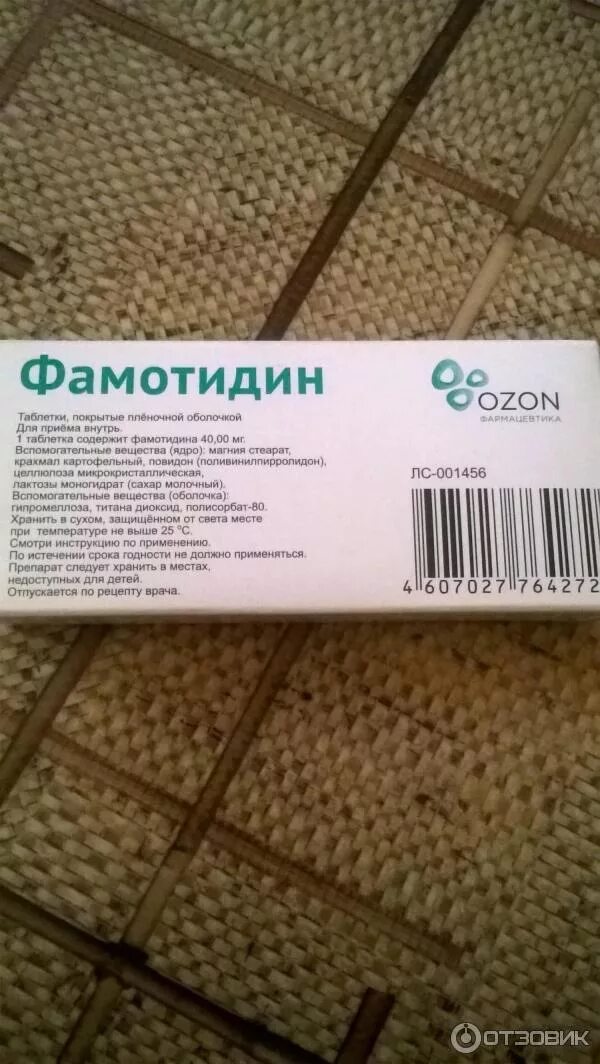 Фамотидин
Таблетки, покрытые плёночной оболочкой
Для приёма внутрь.
1 таблетка содержит фамотидина 40,00 мг.
Вспомогательные вещества (ядро): магния стеарат,
крахмал картофельный, повидон (поливинилпирролидон),
целлюлоза микрокристаллическая,
лактозы моногидрат (сахар молочный).
Вспомогательные вещества (оболочка):
гипромеллоза, титана диоксид, полисорбат-80.
Хранить в сухом, защищённом от света месте
при температуре не выше 25 °С.
Смотри инструкцию по применению.
По истечении срока годности не должно применяться.
Препарат следует хранить в местах,
недоступных для детей.
Отпускается по рецепту врача.
OZON
ФАРМАЦЕВТИКА
ЛС-001456
4 607027 764272
ОТЗОВИК